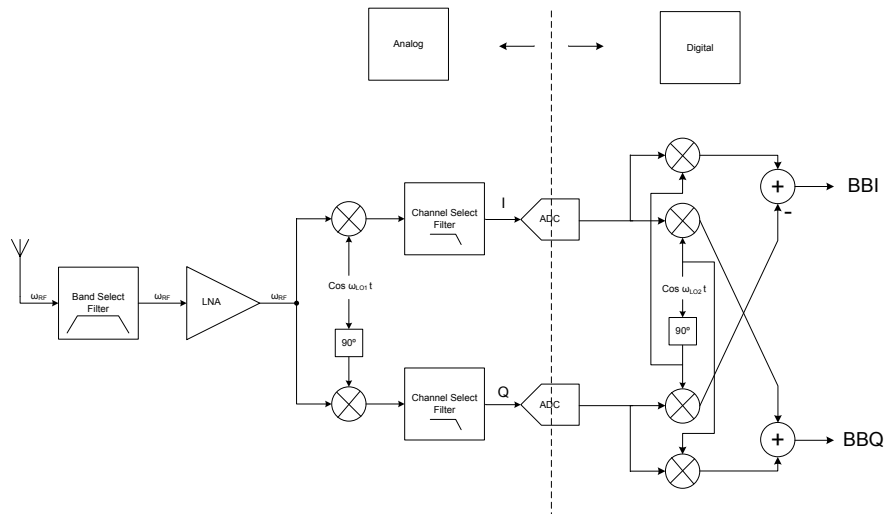 Analog
Digital
BBI
+
-
Channel Select
Filter
I
ADC
ωRF
Band Select
Filter
ωRF
LNA
ωRF
Cos ωLO1 t
90º
Cos ωLO2 t
90º
Channel Select
Filter
Q
ADC
+
BBQ